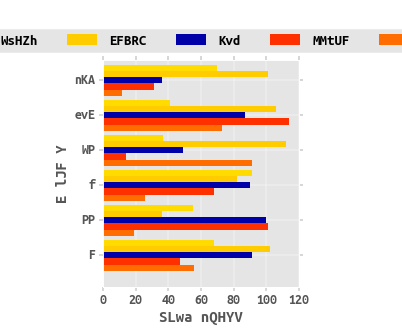 WsHZh EFBRC Kvd MMtUF
nKA
evE
WP
f
PP
F
E lJF Y
0 20 40 60 80 100 120
SLwa nQHYV